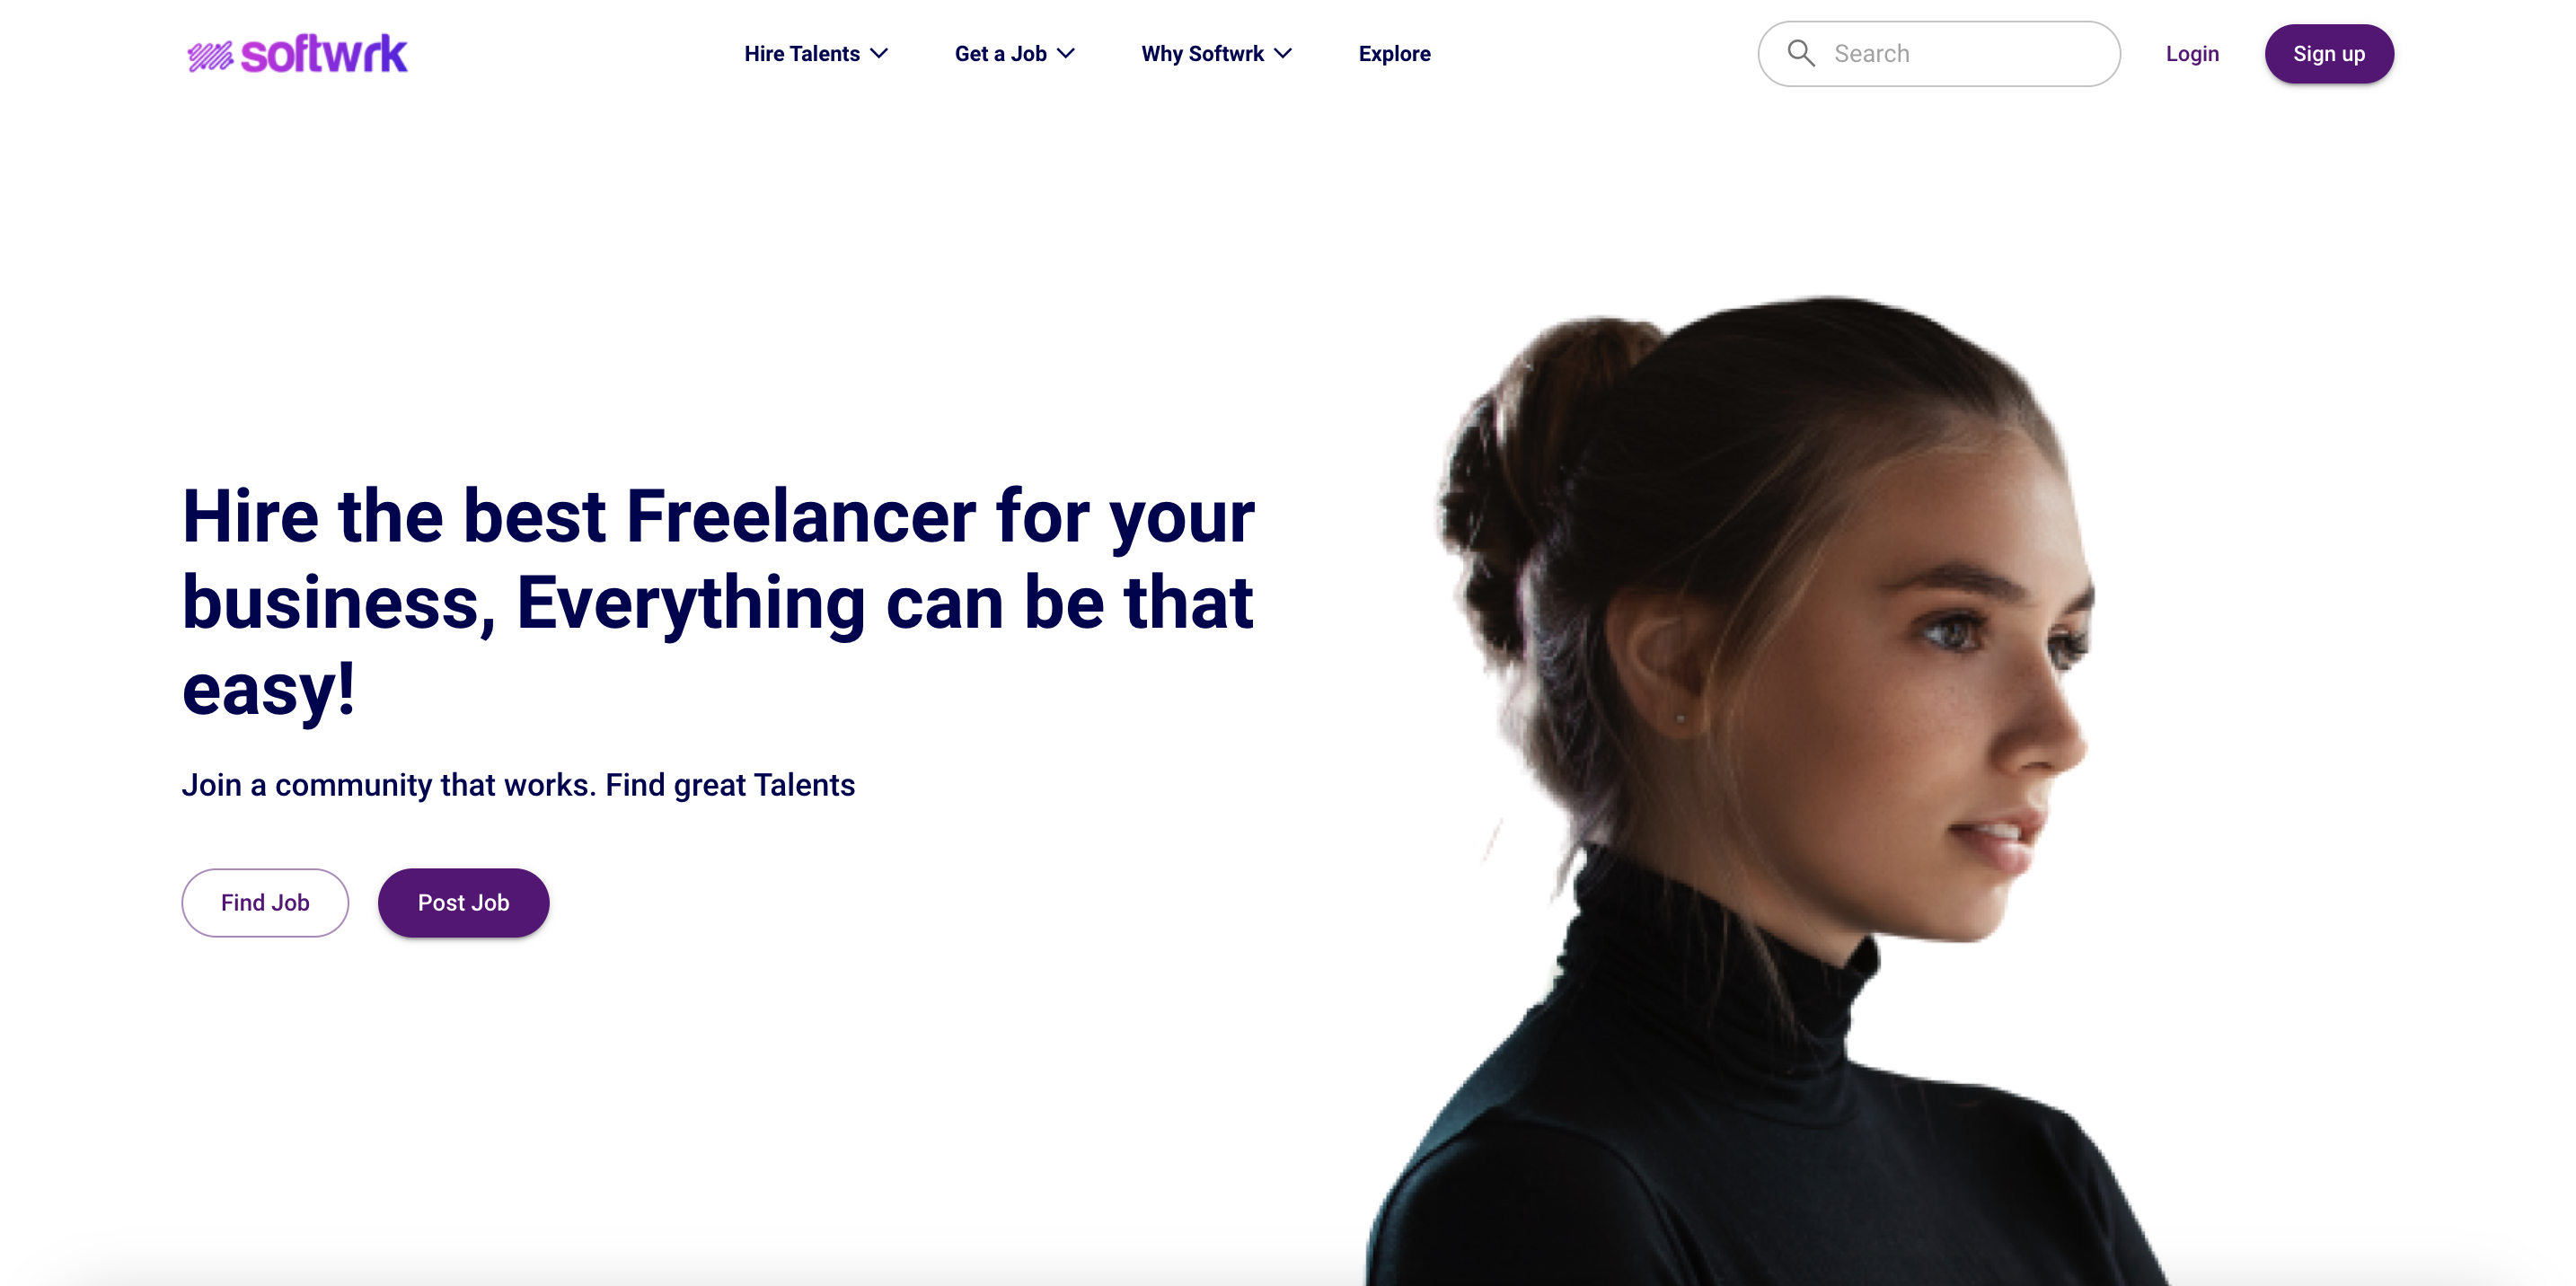 softwrk
Hire Talents
Get a Job
Why Softwrk
Explore
Search
Login
Sign up
Hire the best Freelancer for your
business, Everything can be that
easy!
Join a community that works. Find great Talents
Find Job
Post Job